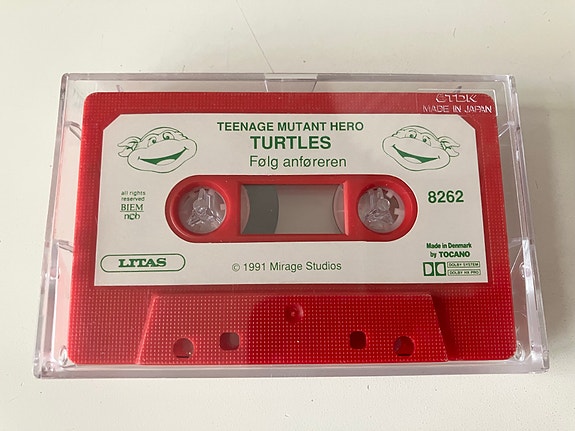 TDK
MADE IN JAPAN
TEENAGE MUTANT HERO
TURTLES
Følg anføreren
all rights
reserved
BIEM
ncb
8262
LITAS
© 1991 Mirage Studios
Made in Denmark
by TOCANO
DOLBY SYSTEM
DOLBY HX PRO